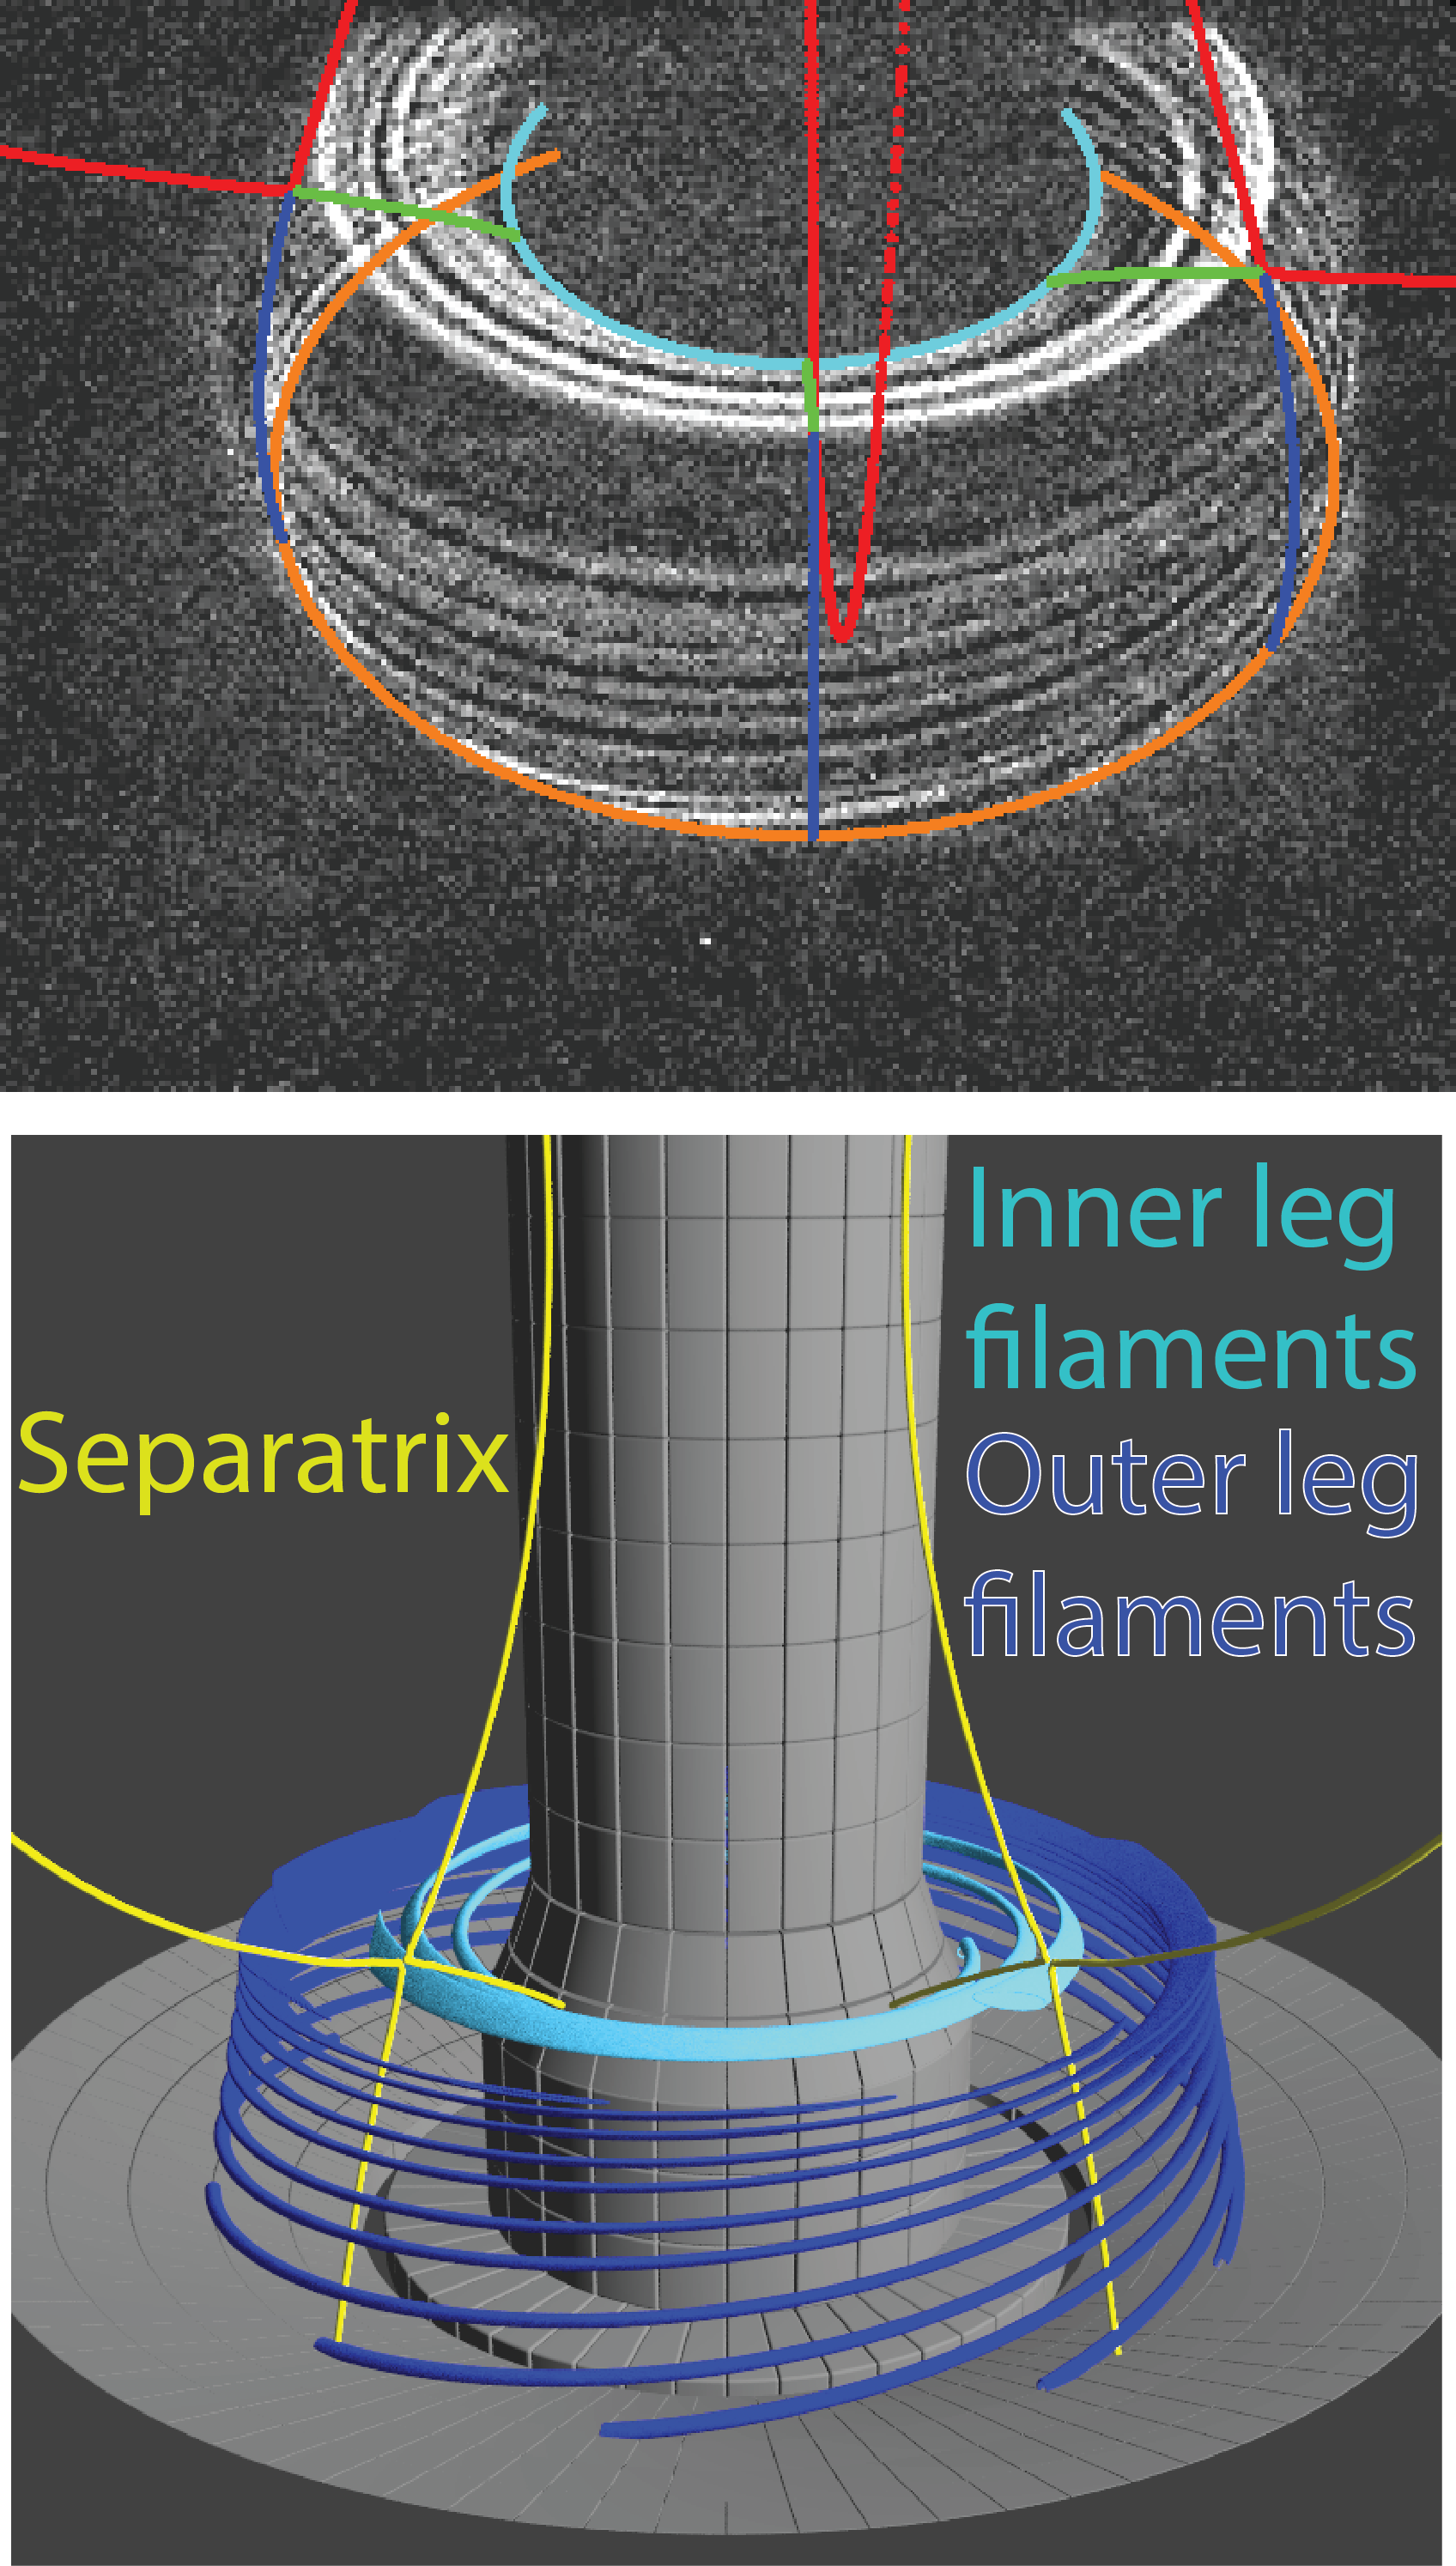 Inner leg
filaments
Separatrix
Outer leg
filaments